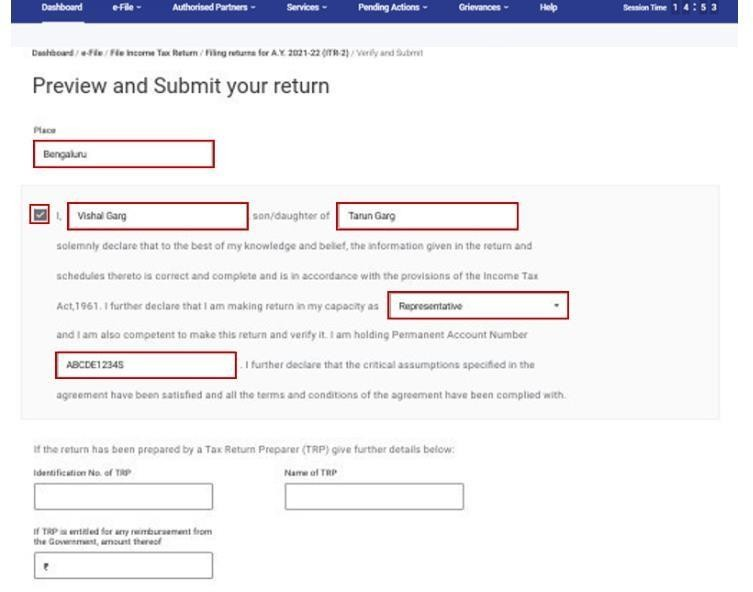 Dashboard e-File Authorised Partners Services Pending Actions Grievances Help Session Time 1 4 : 5 3
Dashboard / e-File / File Income Tax Return / Filing returns for A.Y. 2021-22 (ITR-2) / Verify and Submit
Preview and Submit your return
Place
Bengaluru
I, Vishal Garg son/daughter of Tarun Garg
solemnly declare that to the best of my knowledge and belief, the information given in the return and
schedules thereto is correct and complete and is in accordance with the provisions of the Income Tax
Act,1961. I further declare that I am making return in my capacity as Representative
and I am also competent to make this return and verify it. I am holding Permanent Account Number
ABCDE1234S . I further declare that the critical assumptions specified in the
agreement have been satisfied and all the terms and conditions of the agreement have been complied with.
If the return has been prepared by a Tax Return Preparer (TRP) give further details below:
Identification No. of TRP Name of TRP
If TRP is entitled for any reimbursement from
the Government, amount thereof
₹